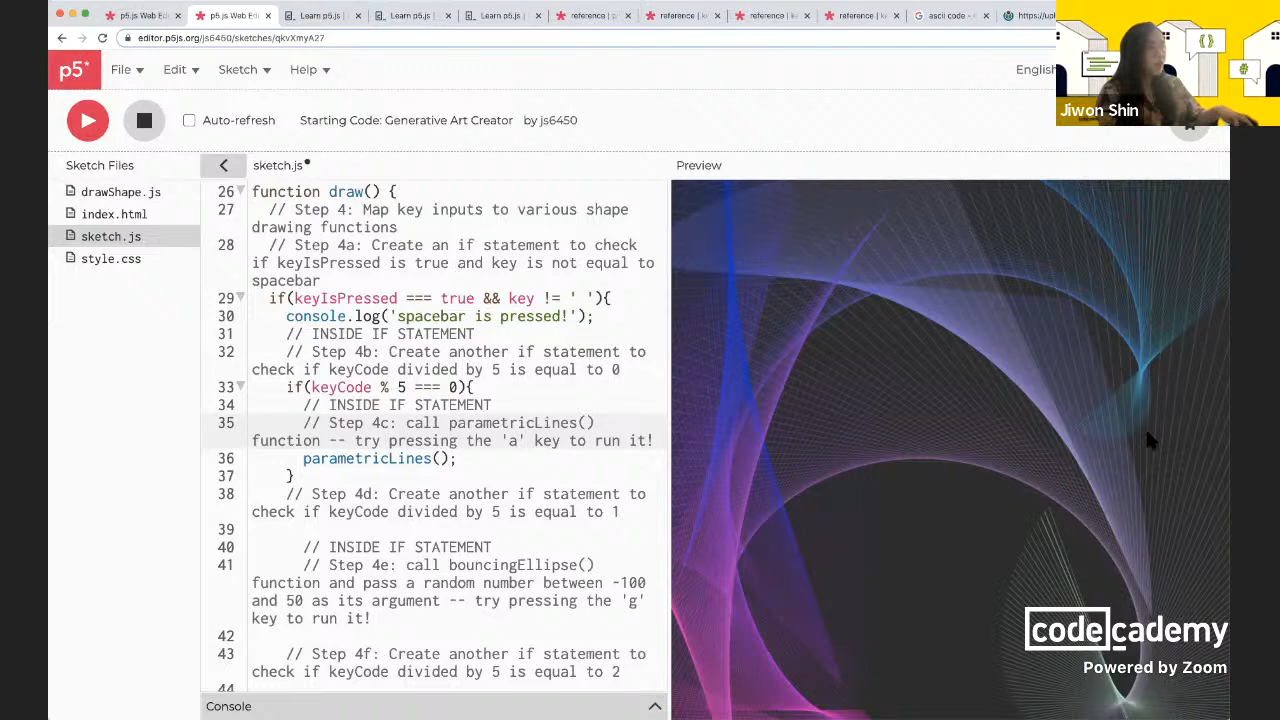 p5.js Web Edi
p5.js Web Edi
Learn p5.js
Learn p5.js,
reference | p
reference | p
reference | p
reference | p
ascii code - G
https://upl
editor.p5js.org/js6450/sketches/qkvXmyA27
p5*
File
Edit
Sketch
Help
English
Jiwon Shin
Auto-refresh
Art Creator
by js6450
Sketch Files
sketch.js
Preview
drawShape.js
index.html
sketch.js
style.css
26 function draw() {
27 // Step 4: Map key inputs to various shape
drawing functions
28 // Step 4a: Create an if statement to check
if keyIsPressed is true and key is not equal to
spacebar
29 if(keyIsPressed === true && key != ' '){
30 console.log('spacebar is pressed!');
31 // INSIDE IF STATEMENT
32 // Step 4b: Create another if statement to
check if keyCode divided by 5 is equal to 0
33 if(keyCode % 5 === 0){
34 // INSIDE IF STATEMENT
35 // Step 4c: call parametricLines()
function -- try pressing the 'a' key to run it!
36 parametricLines();
37 }
38 // Step 4d: Create another if statement to
check if keyCode divided by 5 is equal to 1
39
40 // INSIDE IF STATEMENT
41 // Step 4e: call bouncingEllipse()
function and pass a random number between -100
and 50 as its argument -- try pressing the 'g'
key to run it!
42
43 // Step 4f: Create another if statement to
check if keyCode divided by 5 is equal to 2
44
Console
codecademy
Powered by Zoom